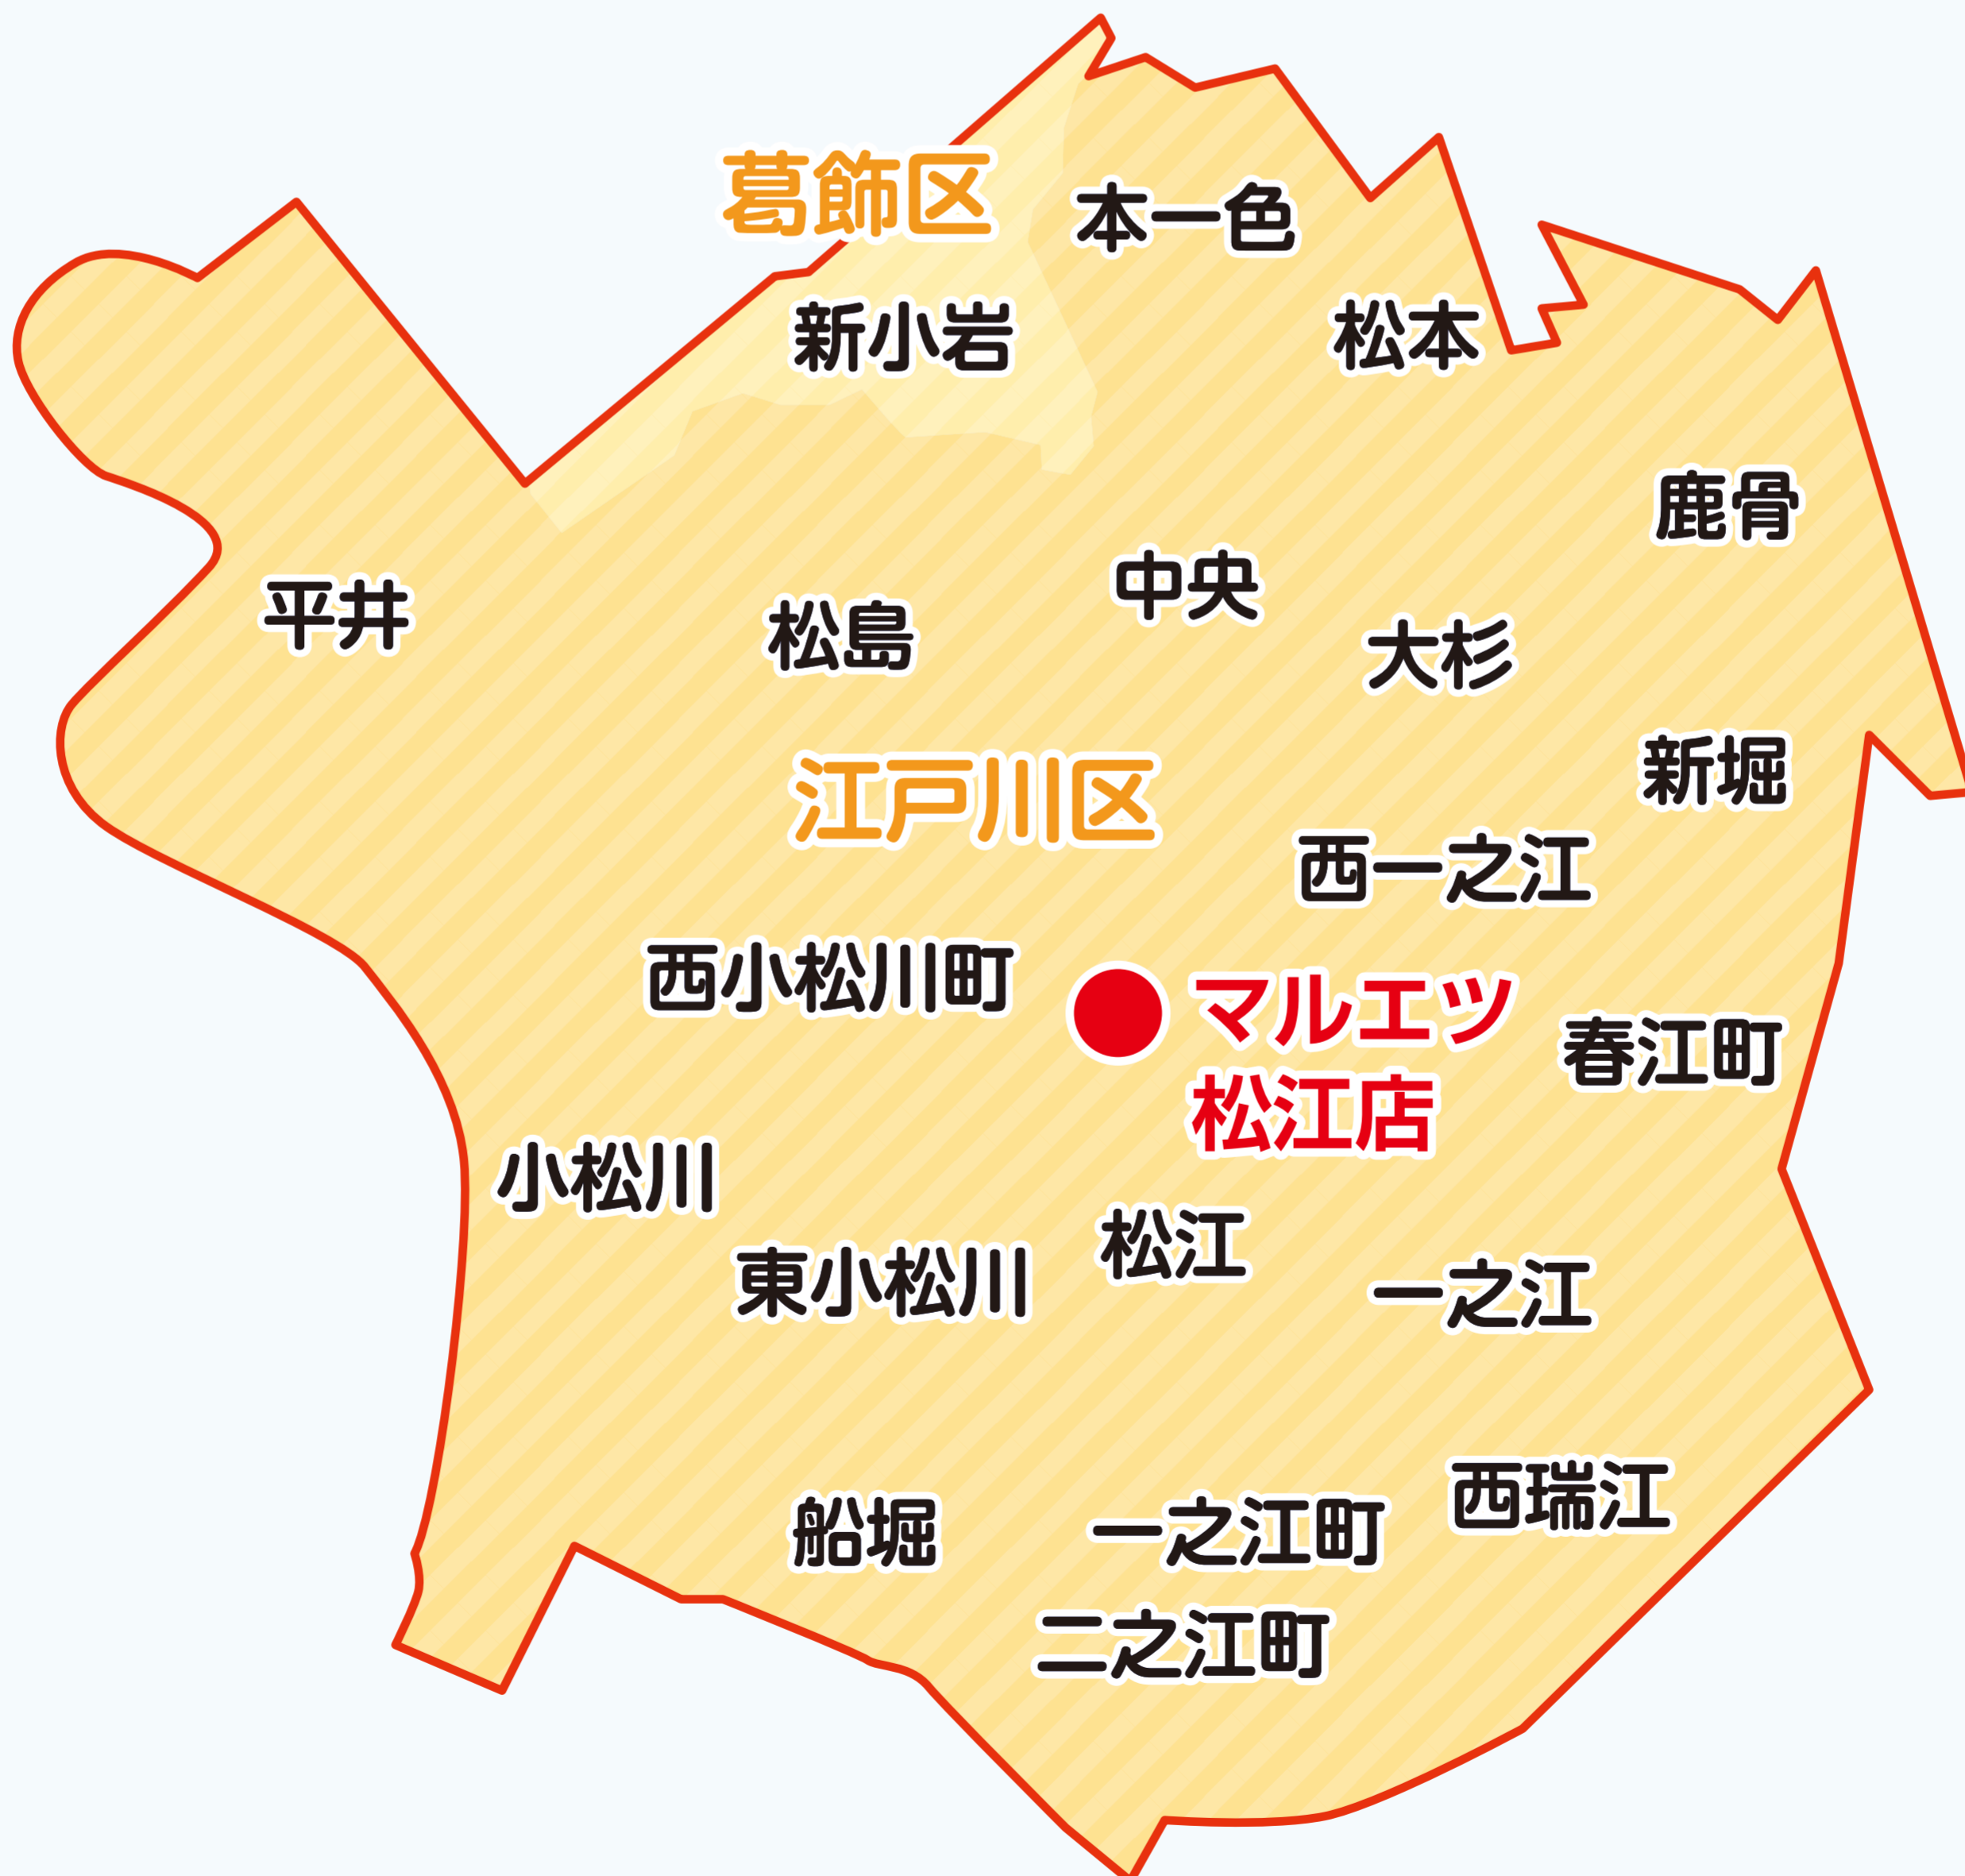 葛飾区
本一色
新小岩
松本
鹿骨
中央
平井
松島
大杉
新堀
江戸川区
西一之江
西小松川町
マルエツ
松江店
春江町
小松川
松江
東小松川
一之江
西瑞江
船堀
一之江町
二之江町